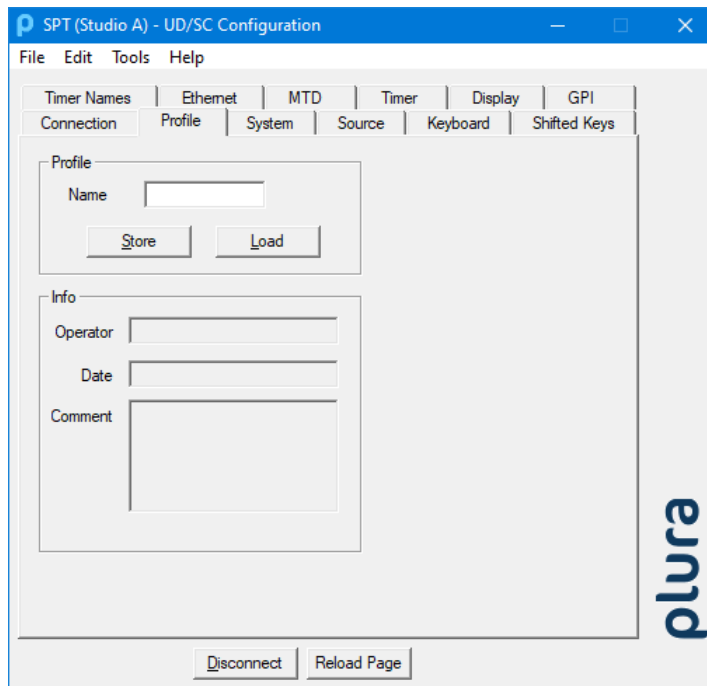 SPT (Studio A) - UD/SC Configuration
File Edit Tools Help
Timer Names Ethernet MTD Timer Display GPI
Connection Profile System Source Keyboard Shifted Keys
Profile
Name
Store Load
Info
Operator
Date
Comment
plura
Disconnect Reload Page